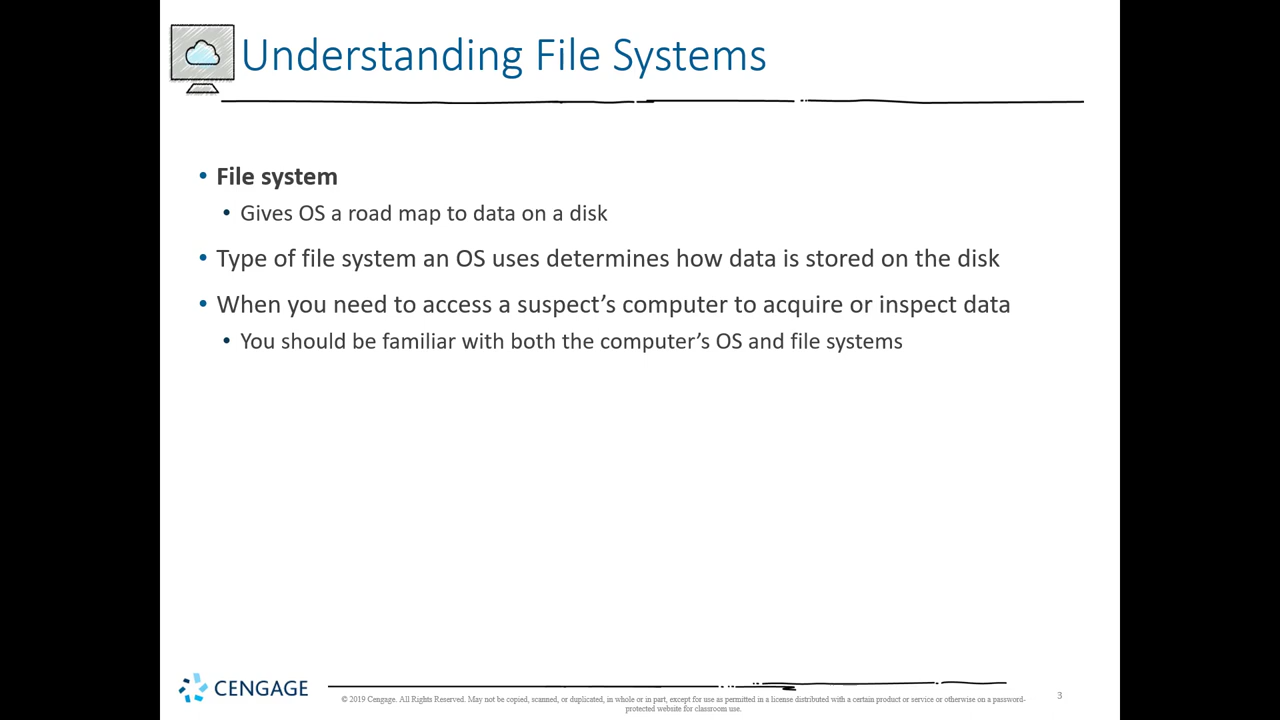 Understanding File Systems
• File system
• Gives OS a road map to data on a disk
• Type of file system an OS uses determines how data is stored on the disk
• When you need to access a suspect’s computer to acquire or inspect data
• You should be familiar with both the computer’s OS and file systems
CENGAGE
© 2019 Cengage. All Rights Reserved. May not be copied, scanned, or duplicated, in whole or in part, except for use as permitted in a license distributed with a certain product or service or otherwise on a password-
protected website for classroom use.
3